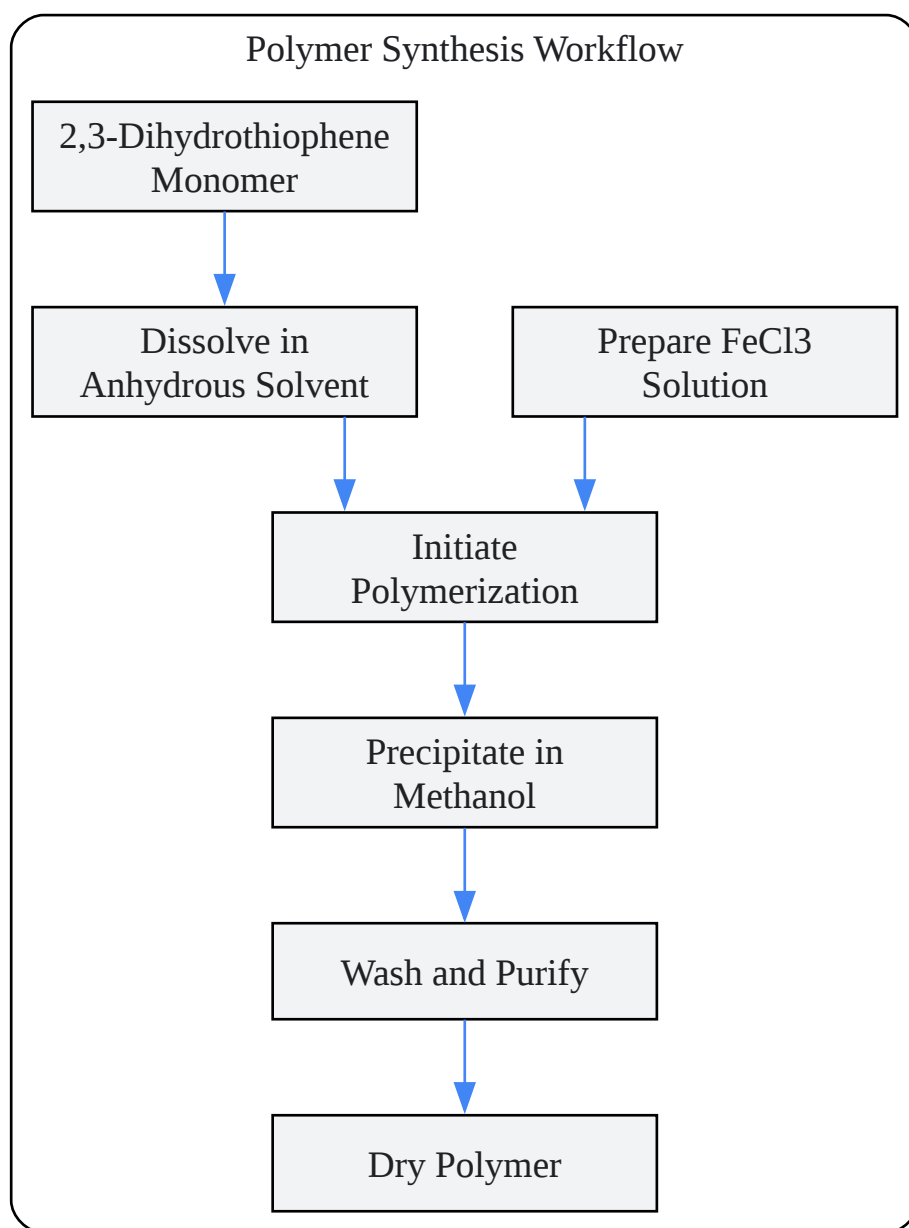 Polymer Synthesis Workflow
2,3-Dihydrothiophene
Monomer
Dissolve in
Anhydrous Solvent
Prepare FeCl3
Solution
Initiate
Polymerization
Precipitate in
Methanol
Wash and Purify
Dry Polymer